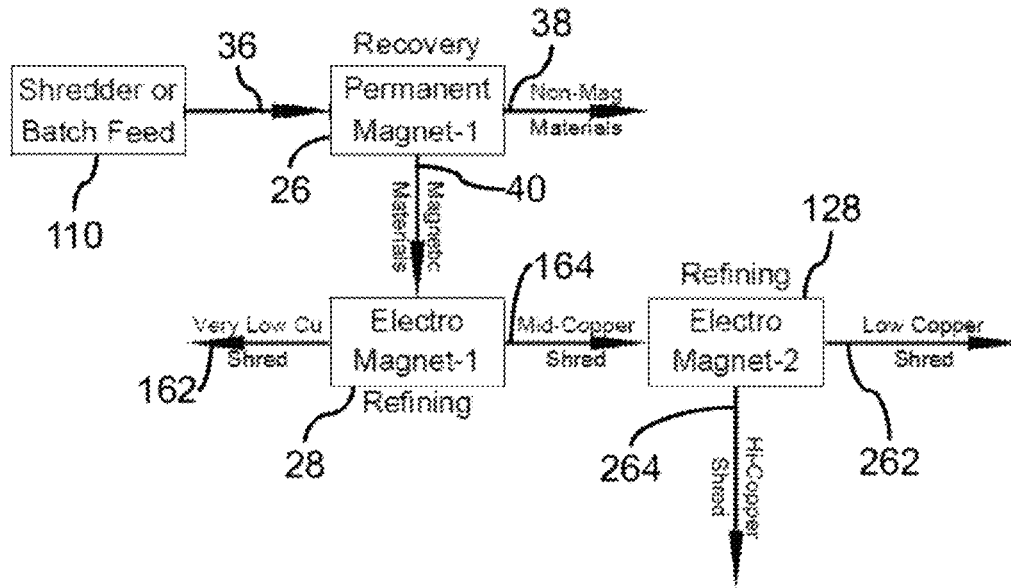 36
Recovery
38
Shredder or
Batch Feed
Permanent
Magnet-1
Non-Mag
Materials
110
26
40
Magnetic
Materials
128
164
Refining
Very Low Cu
Shred
Electro
Magnet-1
Mid-Copper
Shred
Electro
Magnet-2
Low Copper
Shred
162
Refining
28
264
262
Hi-Copper
Shred